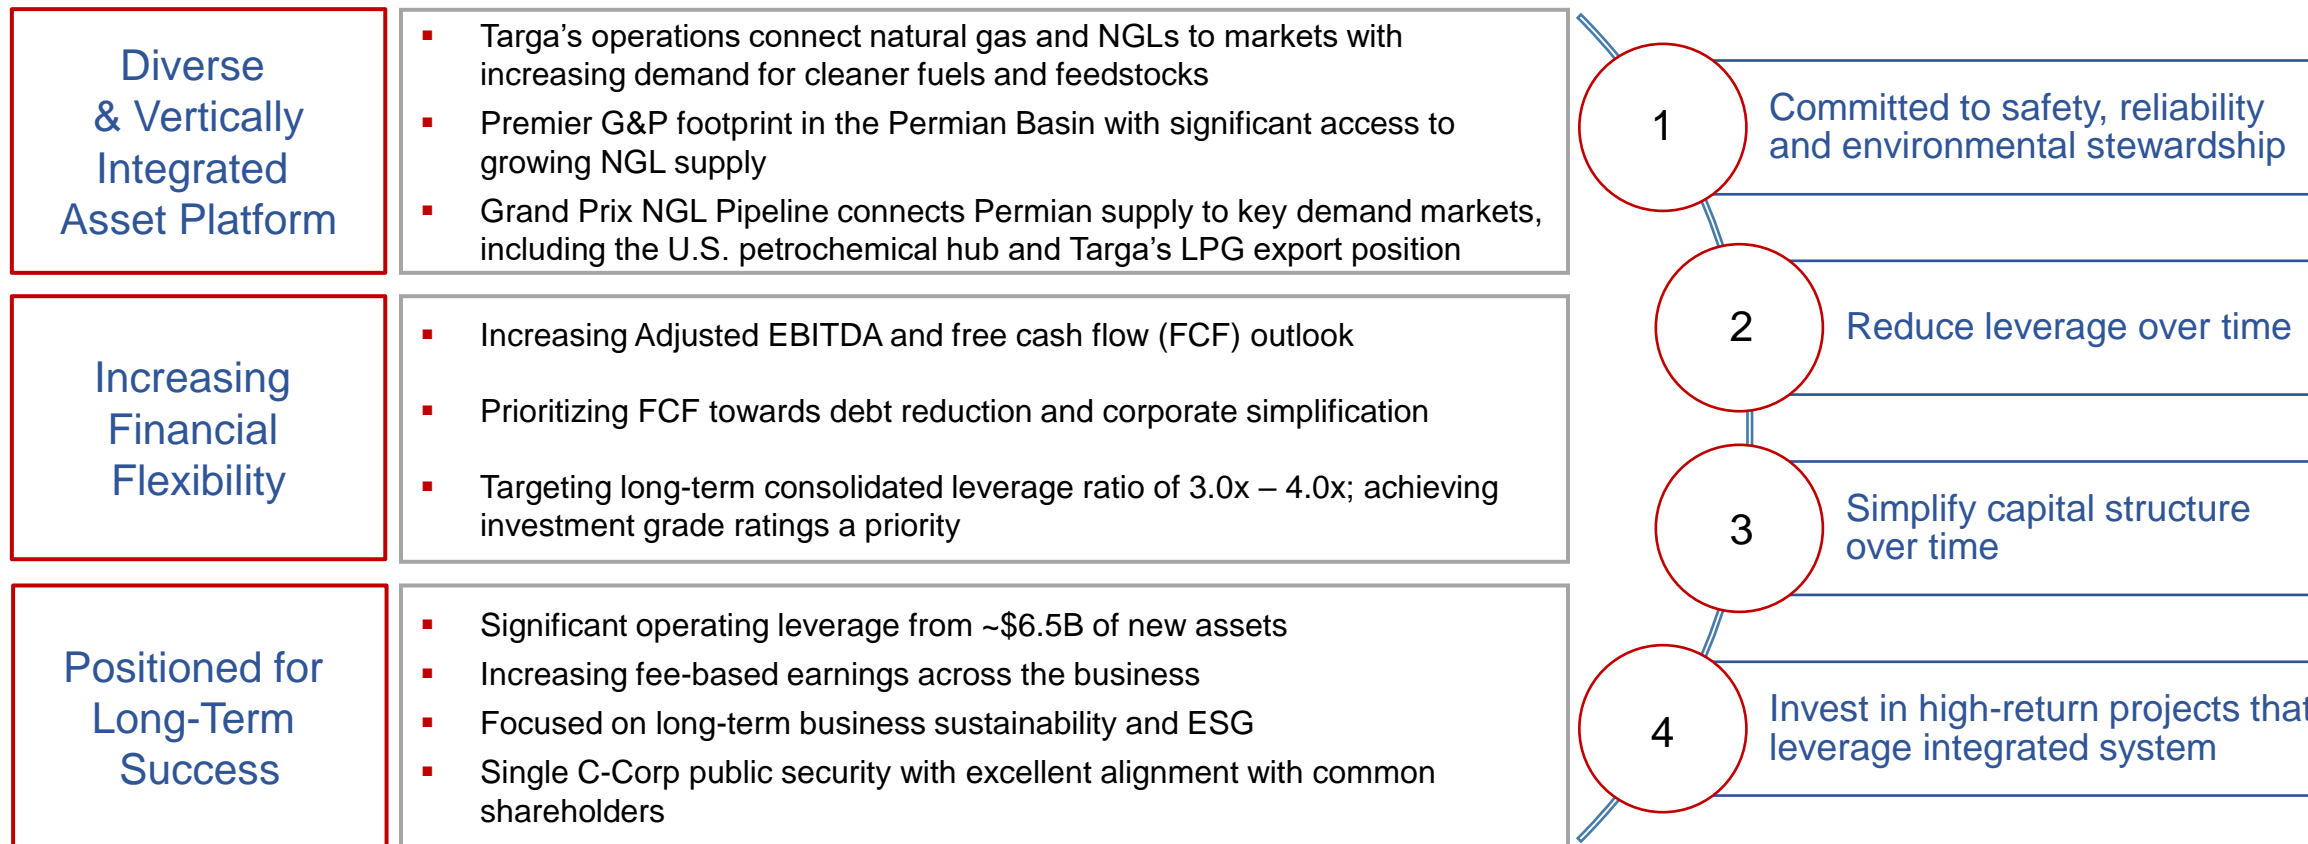 Diverse
& Vertically
Integrated
Asset Platform
▪ Targa’s operations connect natural gas and NGLs to markets with
increasing demand for cleaner fuels and feedstocks
▪ Premier G&P footprint in the Permian Basin with significant access to
growing NGL supply
▪ Grand Prix NGL Pipeline connects Permian supply to key demand markets,
including the U.S. petrochemical hub and Targa’s LPG export position
Increasing
Financial
Flexibility
▪ Increasing Adjusted EBITDA and free cash flow (FCF) outlook
▪ Prioritizing FCF towards debt reduction and corporate simplification
▪ Targeting long-term consolidated leverage ratio of 3.0x – 4.0x; achieving
investment grade ratings a priority
Positioned for
Long-Term
Success
▪ Significant operating leverage from ~$6.5B of new assets
▪ Increasing fee-based earnings across the business
▪ Focused on long-term business sustainability and ESG
▪ Single C-Corp public security with excellent alignment with common
shareholders
1
Committed to safety, reliability
and environmental stewardship
2
Reduce leverage over time
3
Simplify capital structure
over time
4
Invest in high-return projects that
leverage integrated system